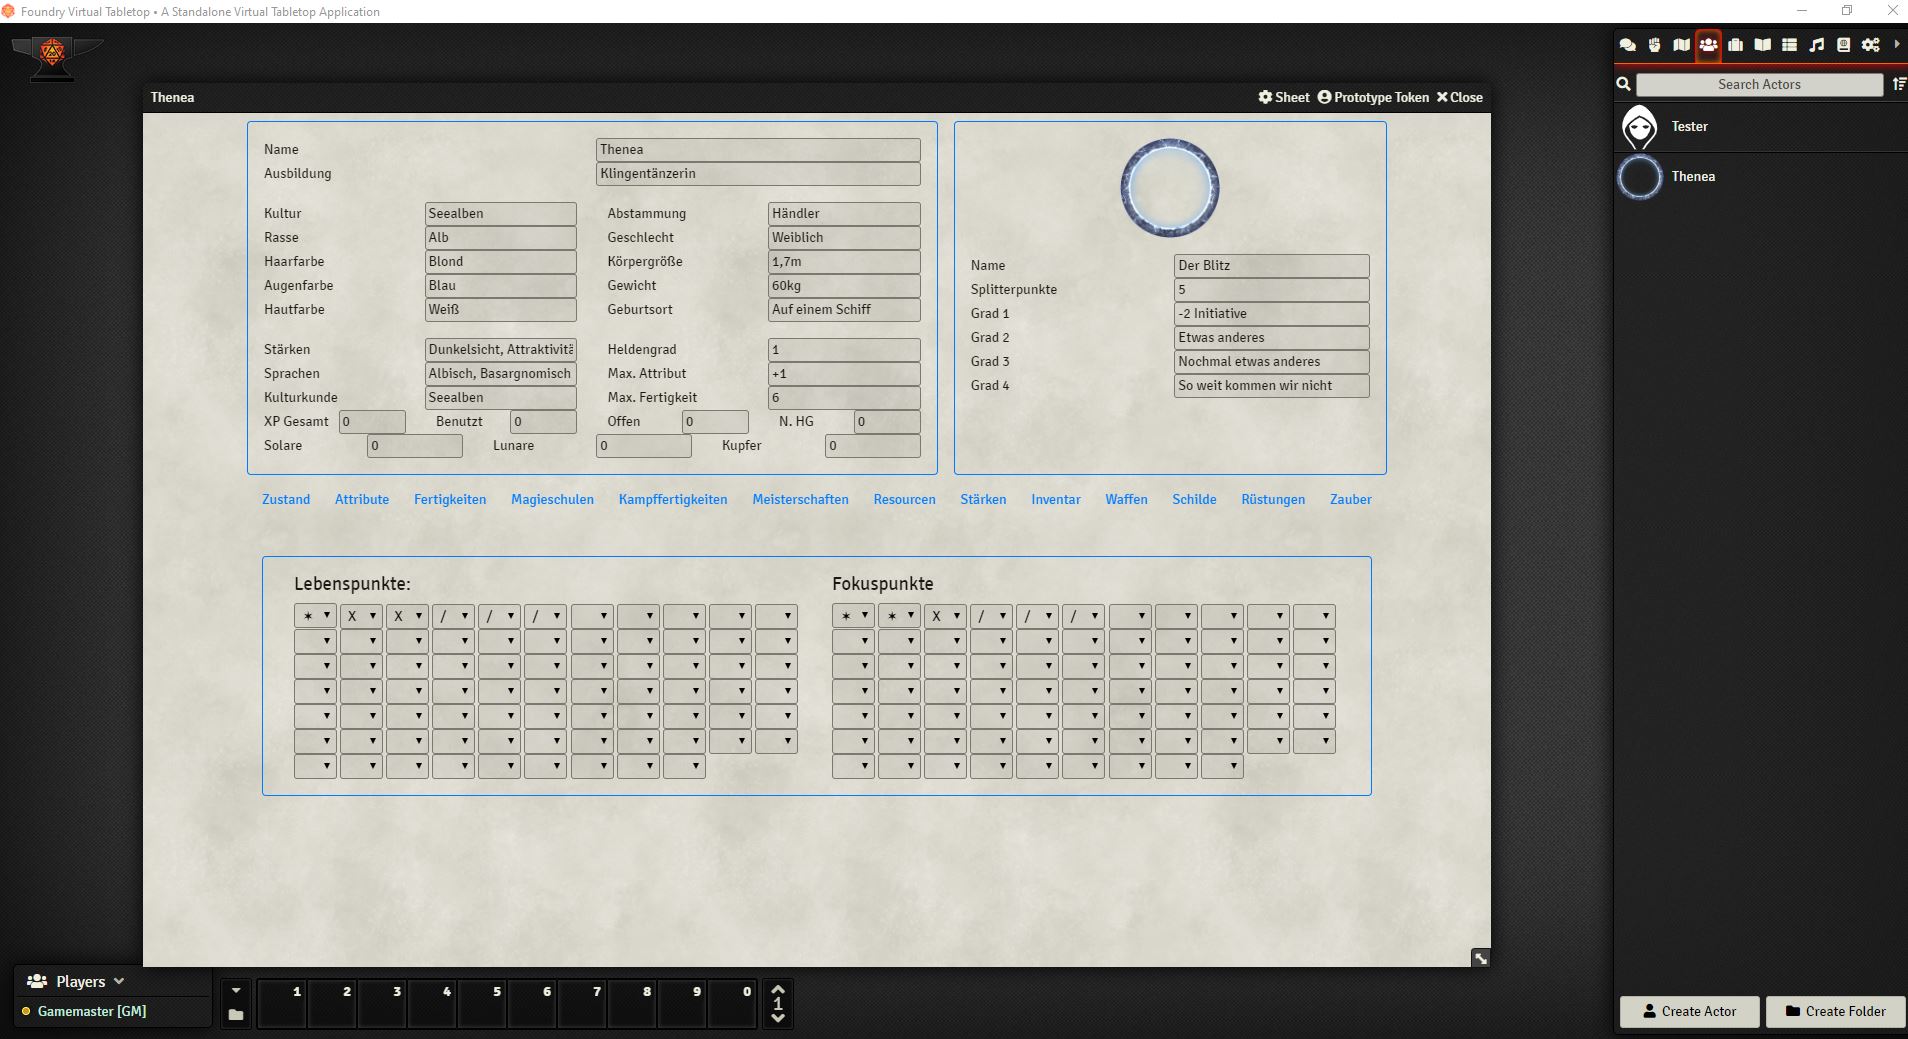 Foundry Virtual Tabletop • A Standalone Virtual Tabletop Application
Thenea Sheet Prototype Token Close
Search Actors
Tester
Thenea
Name Thenea
Ausbildung Klingentänzerin
Kultur Seealben Abstammung Händler
Rasse Alb Geschlecht Weiblich
Haarfarbe Blond Körpergröße 1,7m
Augenfarbe Blau Gewicht 60kg
Hautfarbe Weiß Geburtsort Auf einem Schiff
Stärken Dunkelsicht, Attraktivitä Heldengrad 1
Sprachen Albisch, Basargnomisch Max. Attribut +1
Kulturkunde Seealben Max. Fertigkeit 6
XP Gesamt 0 Benutzt 0 Offen 0 N. HG 0
Solare 0 Lunare 0 Kupfer 0
Name Der Blitz
Splitterpunkte 5
Grad 1 -2 Initiative
Grad 2 Etwas anderes
Grad 3 Nochmal etwas anderes
Grad 4 So weit kommen wir nicht
Zustand Attribute Fertigkeiten Magieschulen Kampffertigkeiten Meisterschaften Resourcen Stärken Inventar Waffen Schilde Rüstungen Zauber
Lebenspunkte: Fokuspunkte
✶ X X / / / ✶ ✶ X / / /
Players
Gamemaster [GM]
1 2 3 4 5 6 7 8 9 0 1
Create Actor Create Folder